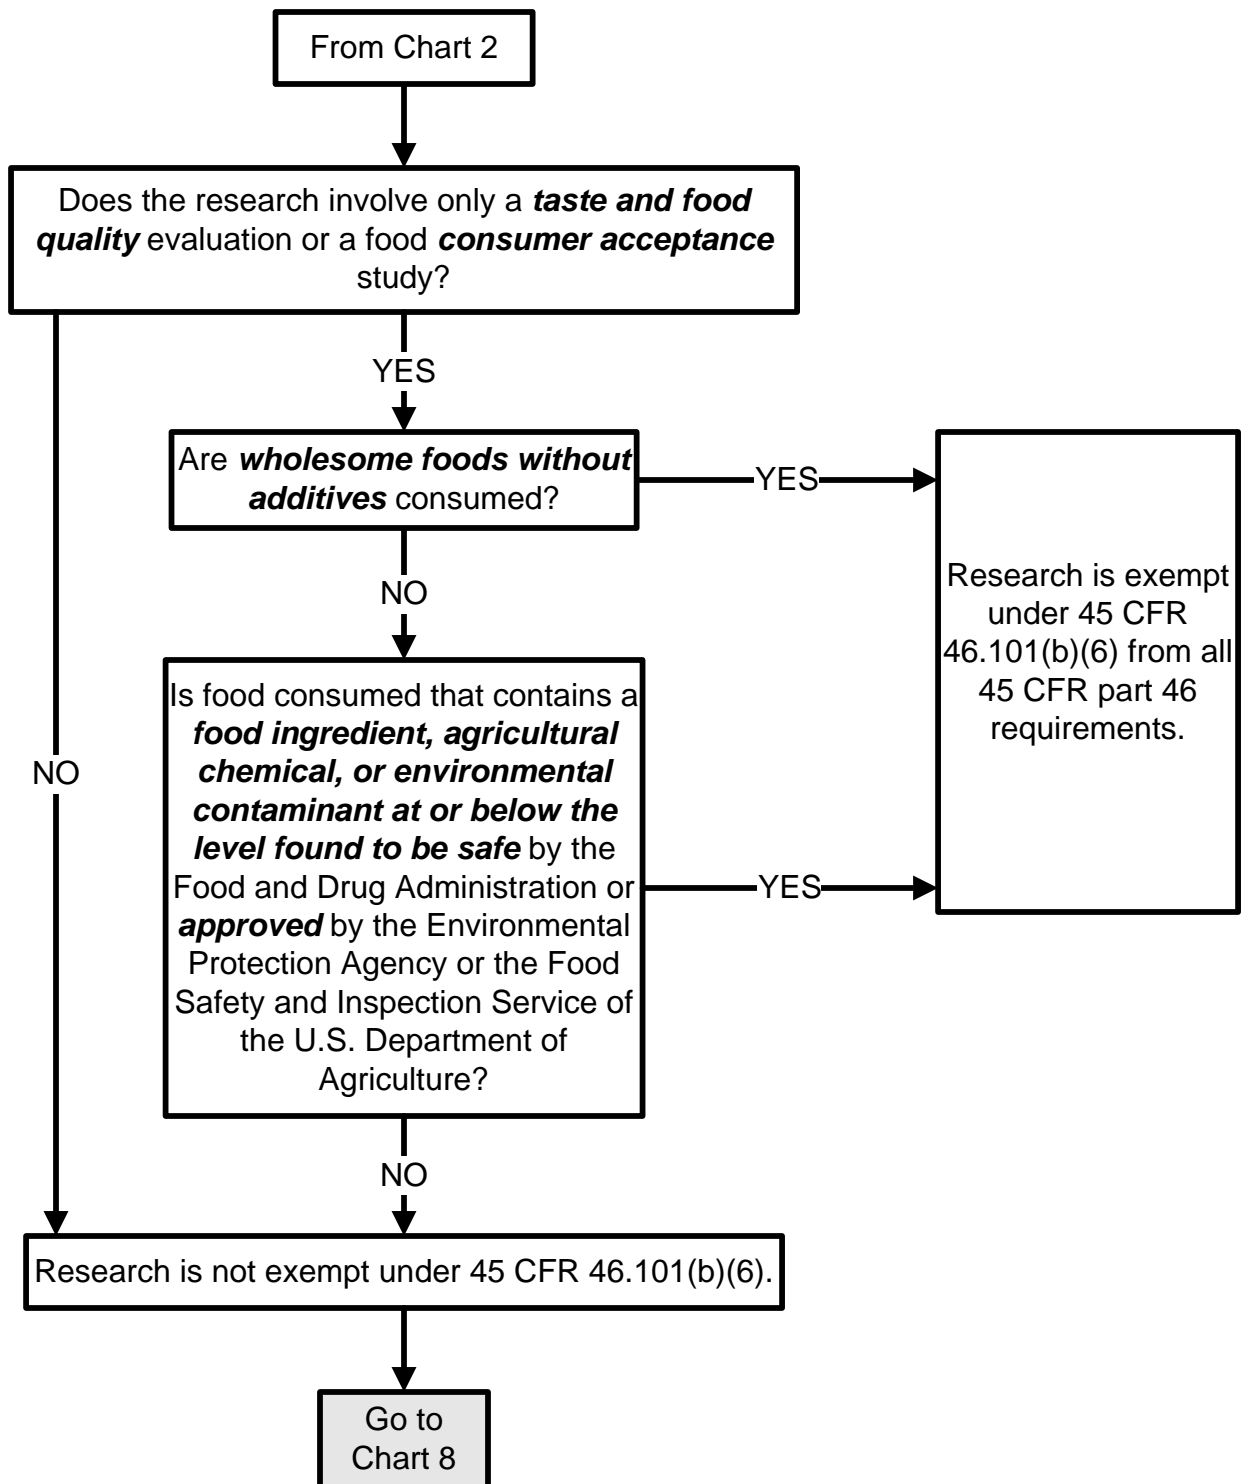 From Chart 2
Does the research involve only a taste and food
quality evaluation or a food consumer acceptance
study?
YES
Are wholesome foods without
additives consumed?
YES
NO
Is food consumed that contains a
food ingredient, agricultural
chemical, or environmental
contaminant at or below the
level found to be safe by the
Food and Drug Administration or
approved by the Environmental
Protection Agency or the Food
Safety and Inspection Service of
the U.S. Department of
Agriculture?
YES
Research is exempt
under 45 CFR
46.101(b)(6) from all
45 CFR part 46
requirements.
NO
NO
Research is not exempt under 45 CFR 46.101(b)(6).
Go to
Chart 8